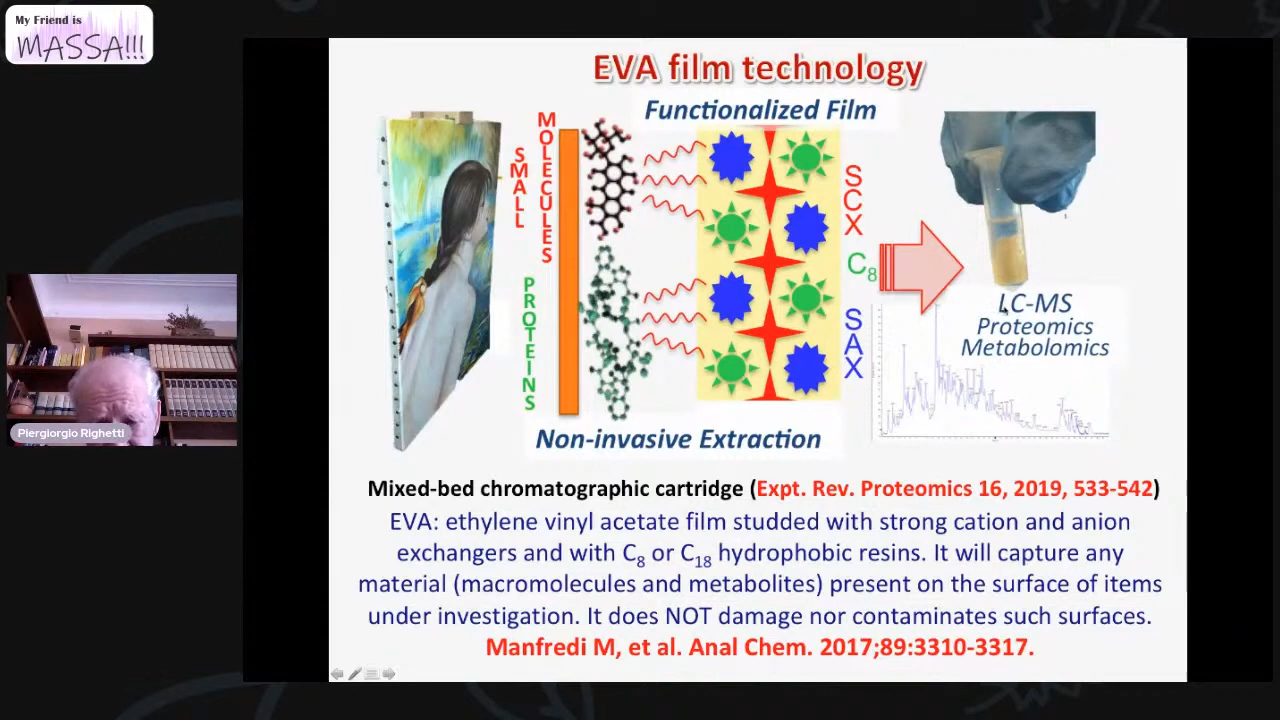 My Friend is
MASSA!!!
EVA film technology
Functionalized Film
SMALL
MOLECULES
PROTEINS
SCX
C8
SAX
LC-MS
Proteomics
Metabolomics
Non-invasive Extraction
Piergiorgio Righetti
Mixed-bed chromatographic cartridge (Expt. Rev. Proteomics 16, 2019, 533-542)
EVA: ethylene vinyl acetate film studded with strong cation and anion
exchangers and with C8 or C18 hydrophobic resins. It will capture any
material (macromolecules and metabolites) present on the surface of items
under investigation. It does NOT damage nor contaminates such surfaces.
Manfredi M, et al. Anal Chem. 2017;89:3310-3317.